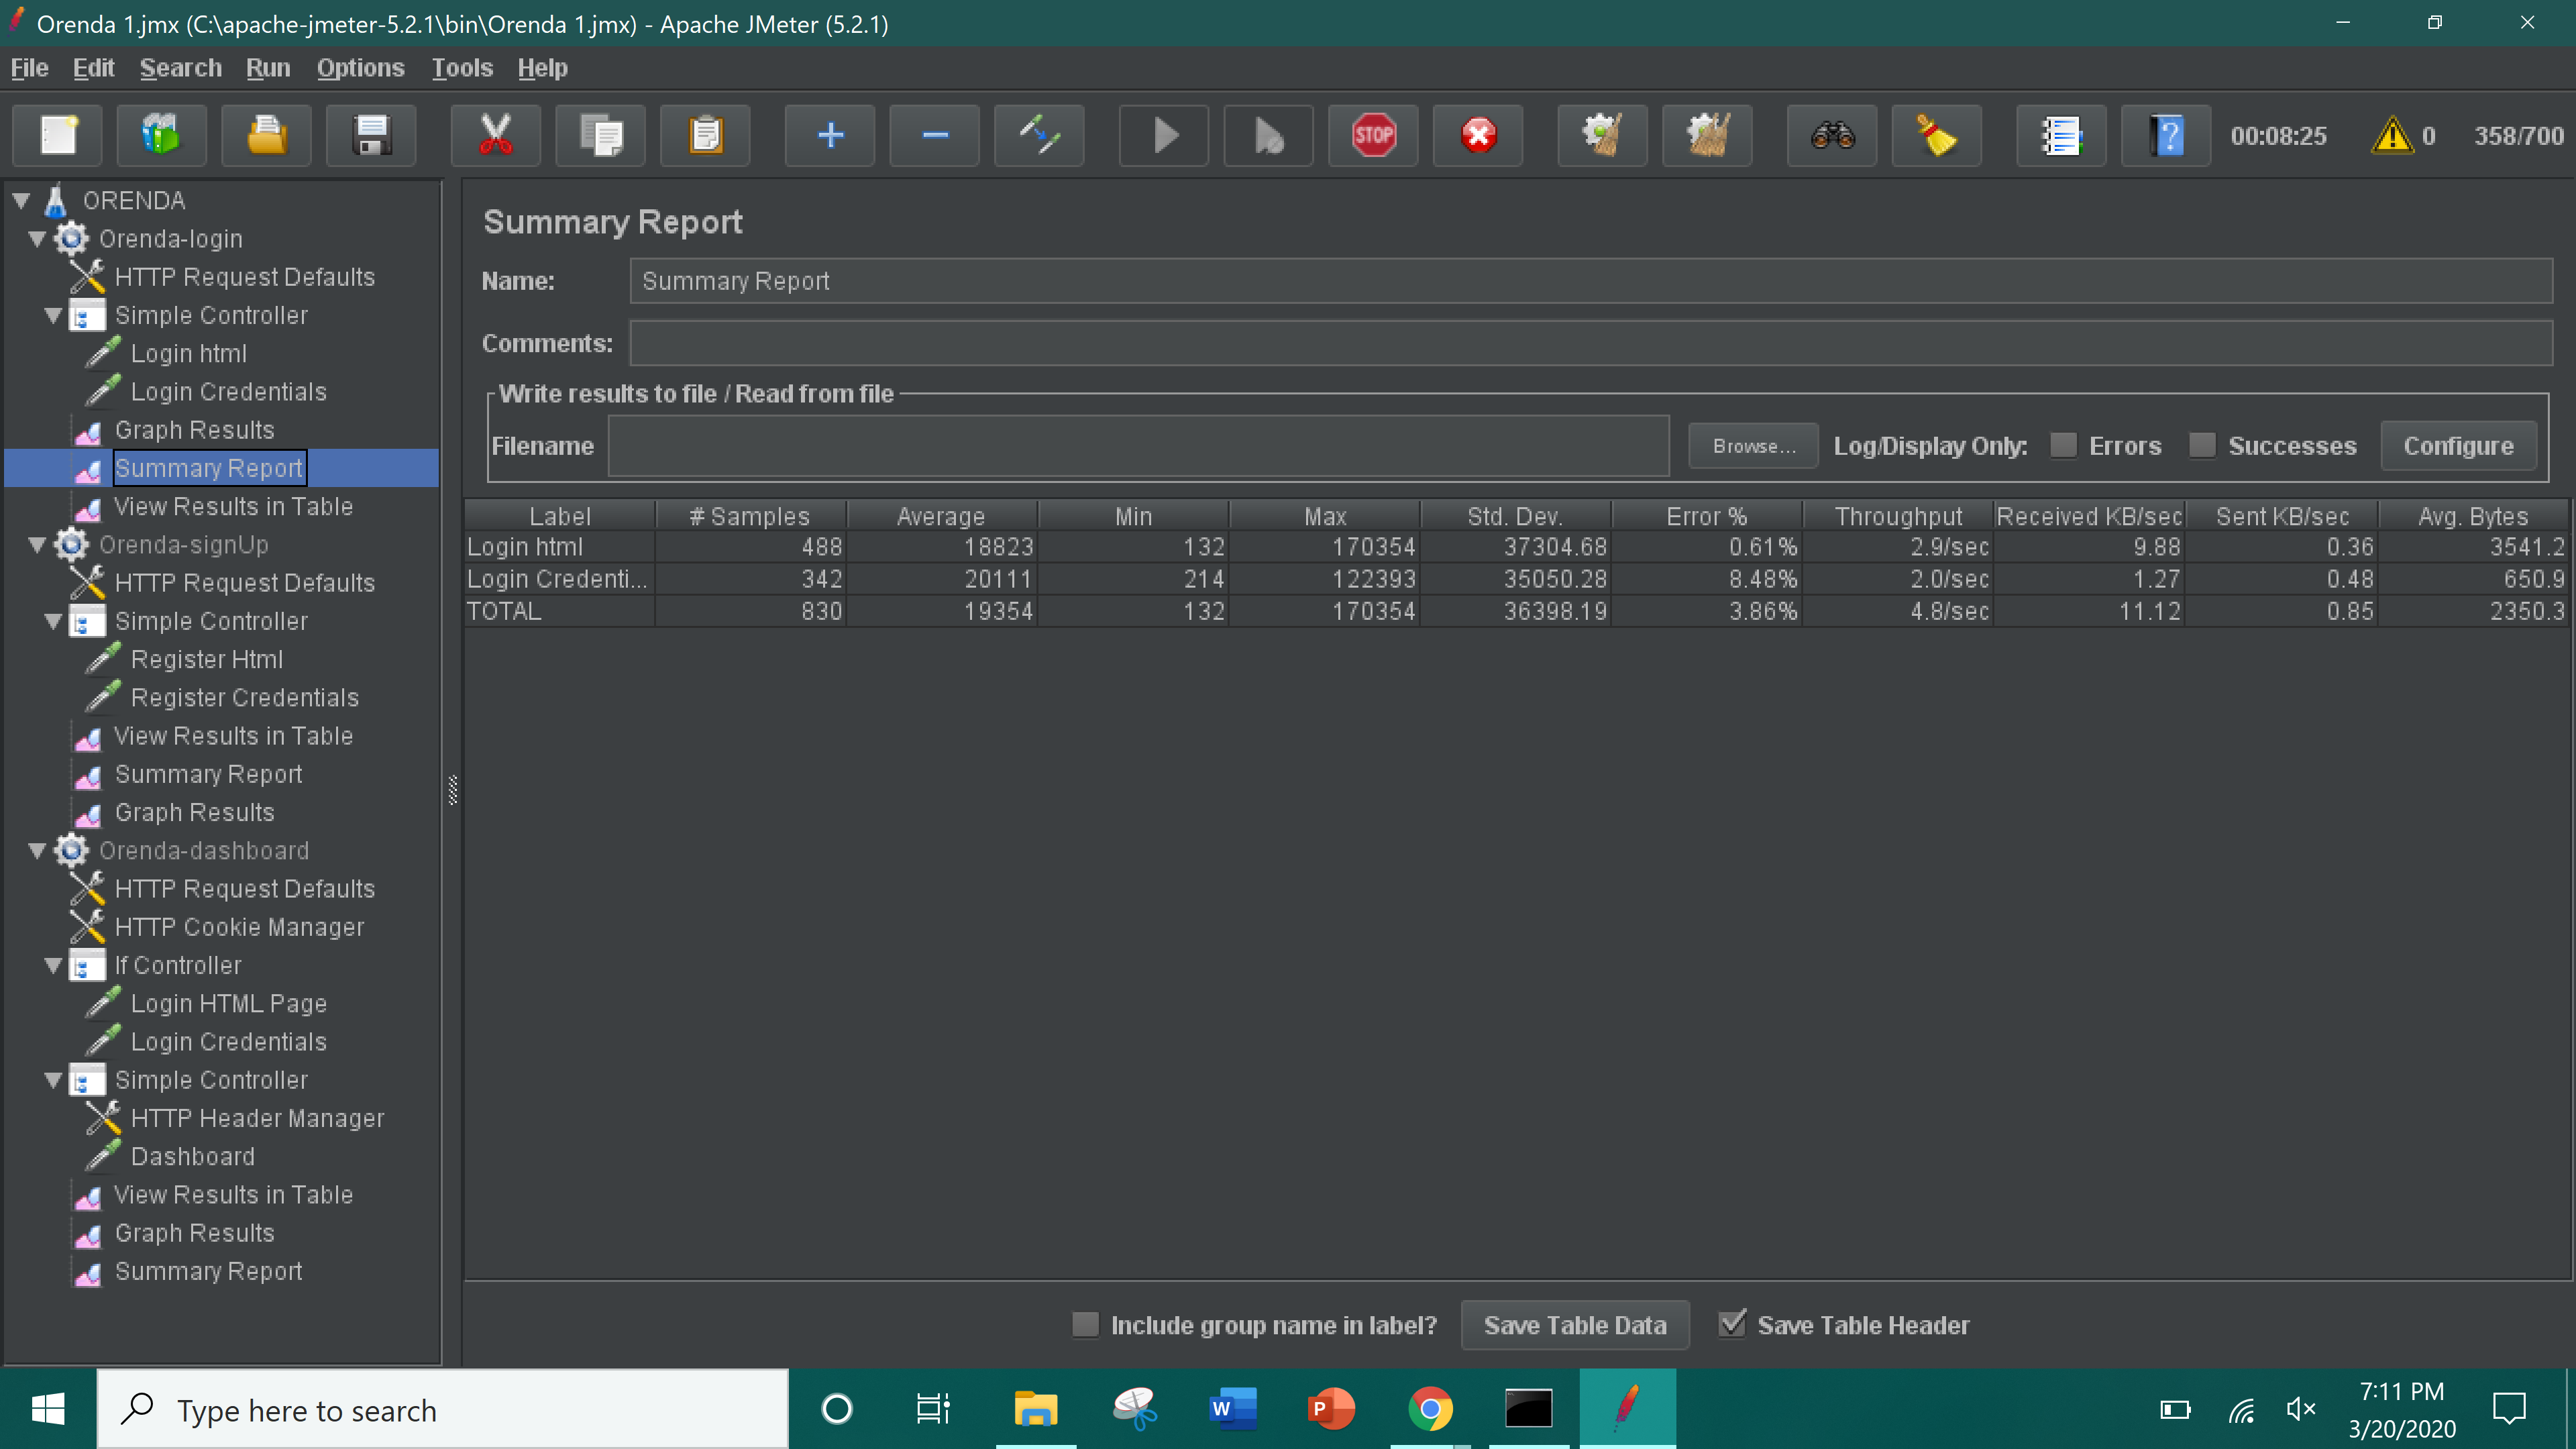 Orenda 1.jmx (C:\apache-jmeter-5.2.1\bin\Orenda 1.jmx) - Apache JMeter (5.2.1)
File Edit Search Run Options Tools Help
STOP 00:08:25 0 358/700
ORENDA
Orenda-login
HTTP Request Defaults
Simple Controller
Login html
Login Credentials
Graph Results
Summary Report
View Results in Table
Orenda-signUp
HTTP Request Defaults
Simple Controller
Register Html
Register Credentials
View Results in Table
Summary Report
Graph Results
Orenda-dashboard
HTTP Request Defaults
HTTP Cookie Manager
If Controller
Login HTML Page
Login Credentials
Simple Controller
HTTP Header Manager
Dashboard
View Results in Table
Graph Results
Summary Report
Summary Report
Name: Summary Report
Comments:
Write results to file / Read from file
Filename Browse... Log/Display Only: Errors Successes Configure
Label # Samples Average Min Max Std. Dev. Error % Throughput Received KB/sec Sent KB/sec Avg. Bytes
Login html 488 18823 132 170354 37304.68 0.61% 2.9/sec 9.88 0.36 3541.2
Login Credenti... 342 20111 214 122393 35050.28 8.48% 2.0/sec 1.27 0.48 650.9
TOTAL 830 19354 132 170354 36398.19 3.86% 4.8/sec 11.12 0.85 2350.3
Include group name in label? Save Table Data Save Table Header
Type here to search
W P
7:11 PM
3/20/2020